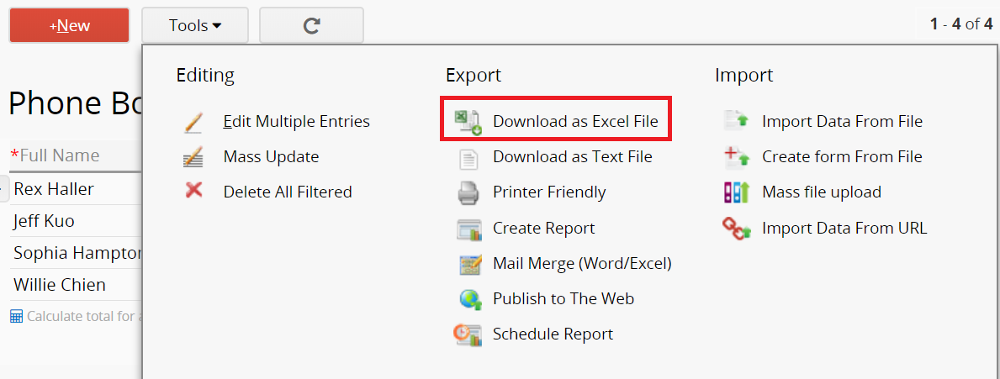 +New
Tools
1 - 4 of 4
Phone Bo
*Full Name
Rex Haller
Jeff Kuo
Sophia Hampton
Willie Chien
Calculate total for a
Editing
Edit Multiple Entries
Mass Update
Delete All Filtered
Export
Download as Excel File
Download as Text File
Printer Friendly
Create Report
Mail Merge (Word/Excel)
Publish to The Web
Schedule Report
Import
Import Data From File
Create form From File
Mass file upload
Import Data From URL